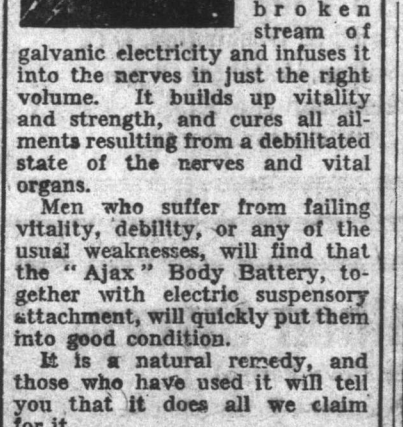 broken
stream of
galvanic electricity and infuses it
into the nerves in just the right
volume. It builds up vitality
and strength, and cures all ail-
ments resulting from a debilitated
state of the nerves and vital
organs.
Men who suffer from failing
vitality, debility, or any of the
usual weaknesses, will find that
the "Ajax" Body Battery, to-
gether with electric suspensory
attachment, will quickly put them
into good condition.
It is a natural remedy, and
those who have used it will tell
you that it does all we claim
for it